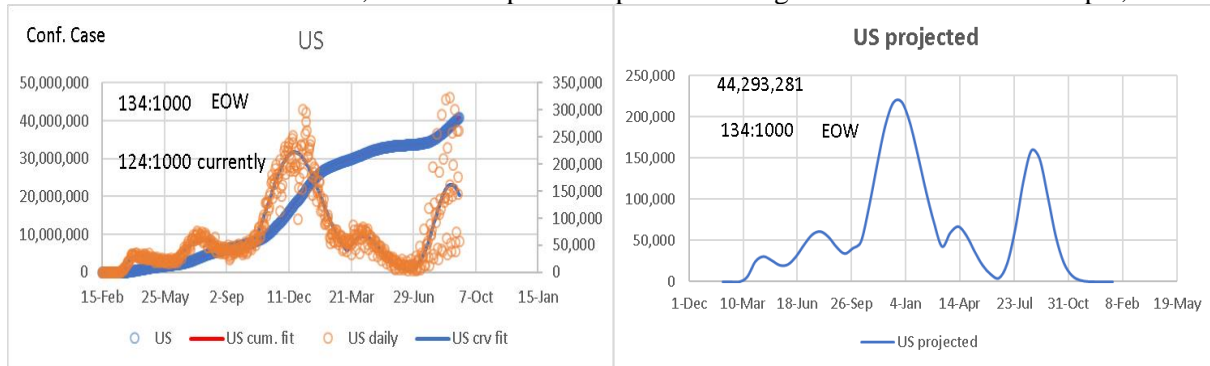 Conf. Case
US
50,000,000
40,000,000
30,000,000
20,000,000
10,000,000
0
350,000
300,000
250,000
200,000
150,000
100,000
50,000
0
134:1000 EOW
124:1000 currently
15-Feb 25-May 2-Sep 11-Dec 21-Mar 29-Jun 7-Oct 15-Jan
US US cum. fit US daily US crv fit
US projected
250,000
200,000
150,000
100,000
50,000
0
44,293,281
134:1000 EOW
1-Dec 10-Mar 18-Jun 26-Sep 4-Jan 14-Apr 23-Jul 31-Oct 8-Feb 19-May
US projected